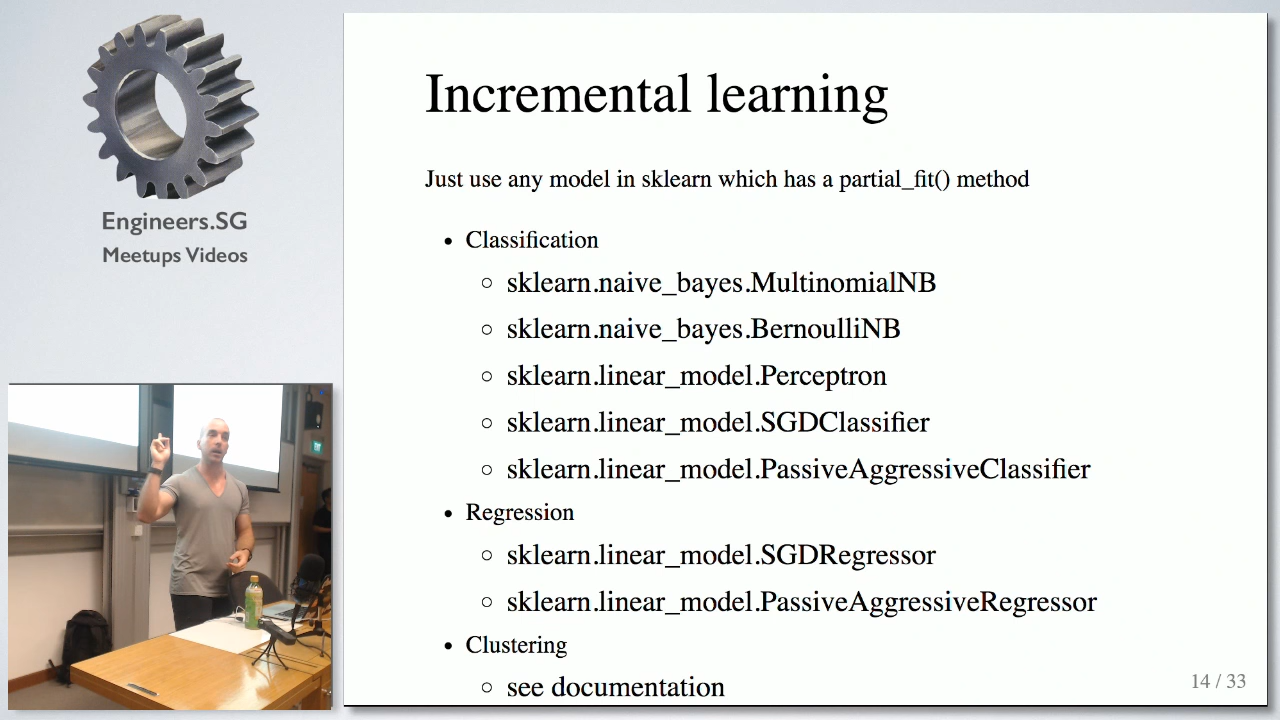 Engineers.SG
Meetups Videos
Incremental learning
Just use any model in sklearn which has a partial_fit() method
Classification
sklearn.naive_bayes.MultinomialNB
sklearn.naive_bayes.BernoulliNB
sklearn.linear_model.Perceptron
sklearn.linear_model.SGDClassifier
sklearn.linear_model.PassiveAggressiveClassifier
Regression
sklearn.linear_model.SGDRegressor
sklearn.linear_model.PassiveAggressiveRegressor
Clustering
see documentation
14 / 33